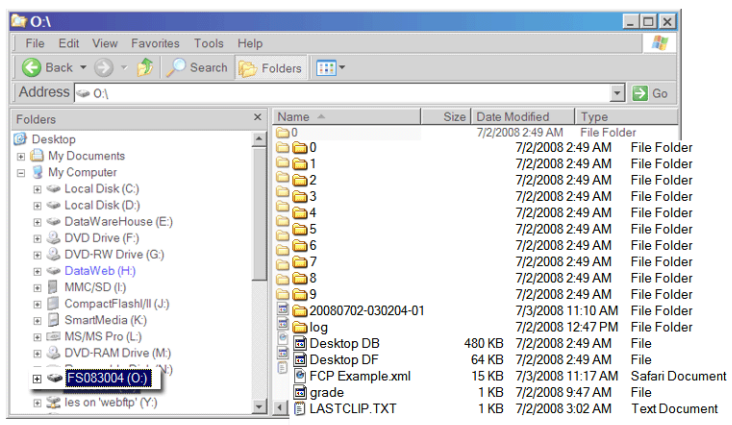 O:\
File Edit View Favorites Tools Help
Back Search Folders
Address O:\ Go
Folders × Name Size Date Modified Type
Desktop
My Documents
My Computer
Local Disk (C:)
Local Disk (D:)
DataWareHouse (E:)
DVD Drive (F:)
DVD-RW Drive (G:)
DataWeb (H:)
MMC/SD (I:)
CompactFlashI/II (J:)
SmartMedia (K:)
MS/MS Pro (L:)
DVD-RAM Drive (M:)
FS083004 (O:)
les on 'webftp' (Y:)
0 7/2/2008 2:49 AM File Folder
0 7/2/2008 2:49 AM File Folder
1 7/2/2008 2:49 AM File Folder
2 7/2/2008 2:49 AM File Folder
3 7/2/2008 2:49 AM File Folder
4 7/2/2008 2:49 AM File Folder
5 7/2/2008 2:49 AM File Folder
6 7/2/2008 2:49 AM File Folder
7 7/2/2008 2:49 AM File Folder
8 7/2/2008 2:49 AM File Folder
9 7/2/2008 2:49 AM File Folder
20080702-030204-01 7/3/2008 11:10 AM File Folder
log 7/2/2008 12:47 PM File Folder
Desktop DB 480 KB 7/2/2008 2:49 AM File
Desktop DF 64 KB 7/2/2008 2:49 AM File
FCP Example.xml 15 KB 7/3/2008 11:17 AM Safari Document
grade 1 KB 7/2/2008 9:47 AM File
LASTCLIP.TXT 1 KB 7/2/2008 3:02 AM Text Document